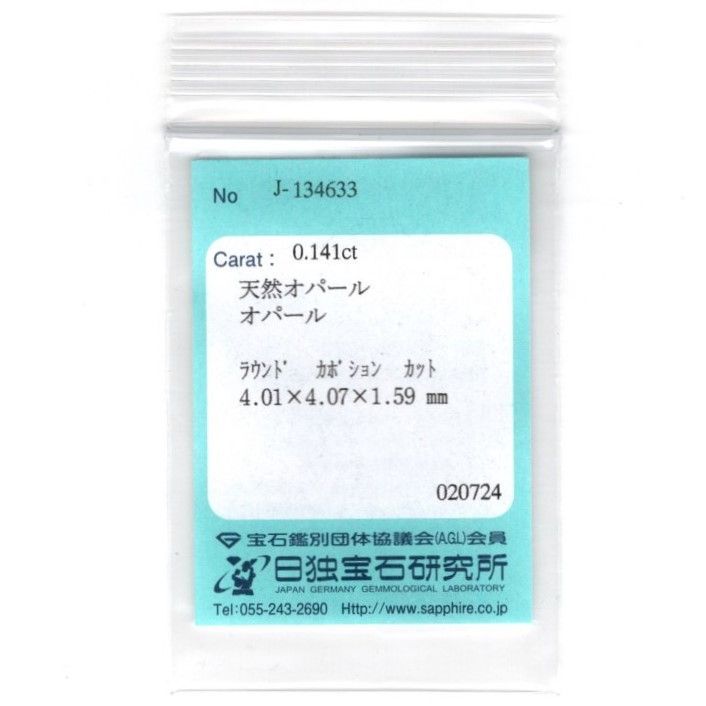 No J-134633
Carat : 0.141ct
天然オパール
オパール
ﾗｳﾝﾄﾞ ｶﾎﾞｼｮﾝ ｶｯﾄ
4.01×4.07×1.59 mm
020724
宝石鑑別団体協議会(A.G.L)会員
日独宝石研究所
JAPAN GERMANY GEMMOLOGICAL LABORATORY
Tel:055-243-2690 Http://www.sapphire.co.jp